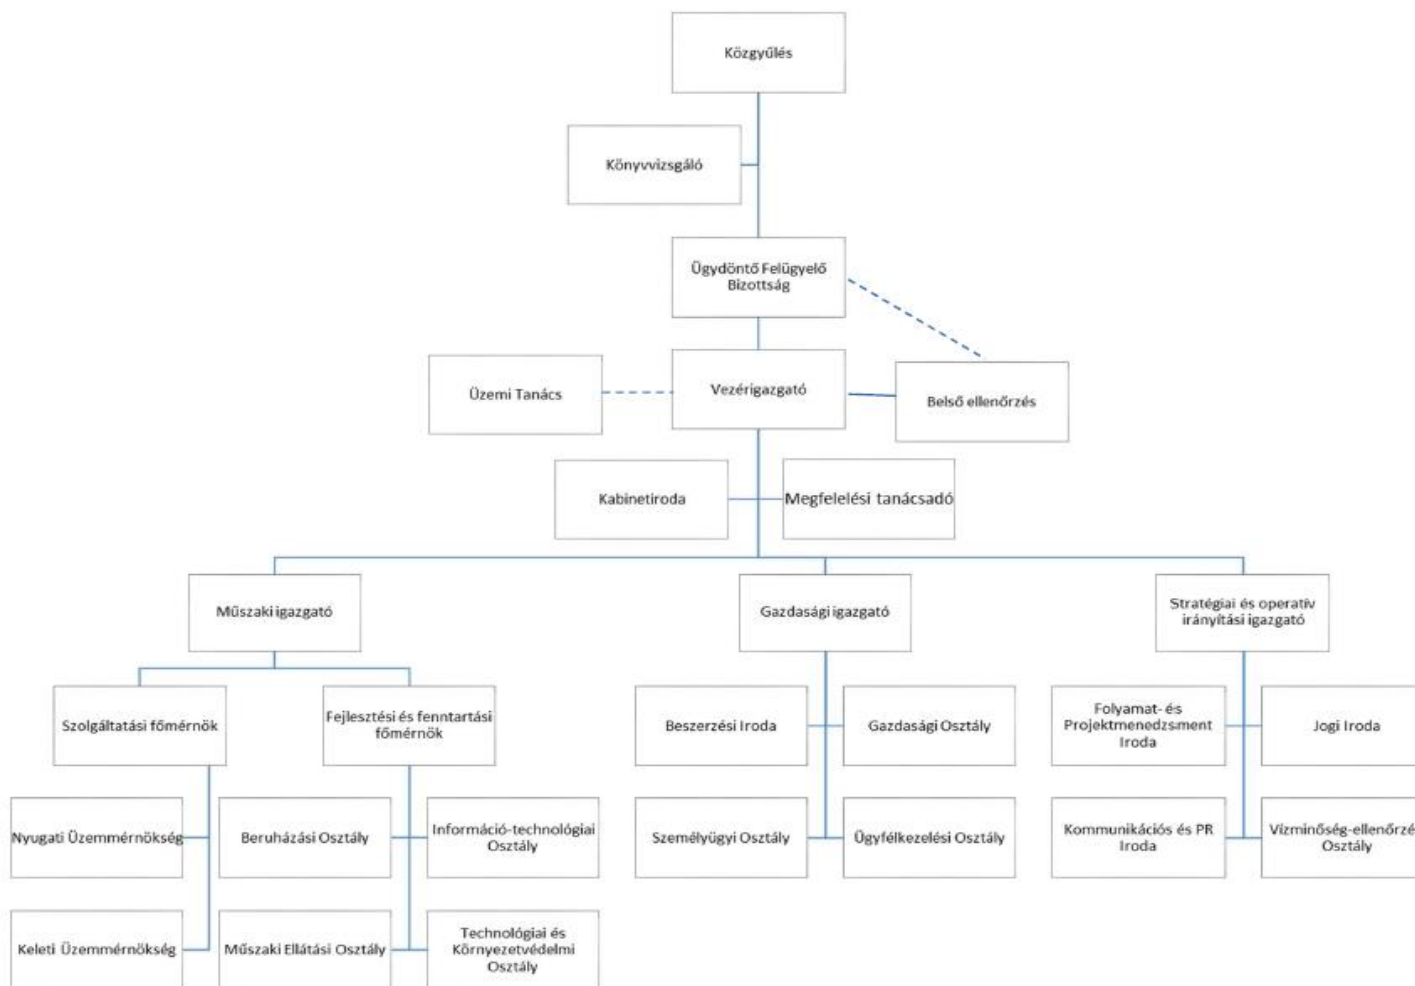 Közgyűlés
Könyvvizsgáló
Ügydöntő Felügyelő
Bizottság
Üzemi Tanács
Vezérigazgató
Belső ellenőrzés
Kabinetiroda
Megfelelési tanácsadó
Műszaki igazgató
Gazdasági igazgató
Stratégiai és operatív
irányítási igazgató
Szolgáltatási főmérnök
Fejlesztési és fenntartási
főmérnök
Beszerzési Iroda
Gazdasági Osztály
Folyamat- és
Projektmenedzsment
Iroda
Jogi Iroda
Nyugati Üzemmérnökség
Beruházási Osztály
Információ-technológiai
Osztály
Személyügyi Osztály
Ügyfélkezelési Osztály
Kommunikációs és PR
Iroda
Vízminőség-ellenőrzé
Osztály
Keleti Üzemmérnökség
Műszaki Ellátási Osztály
Technológiai és
Környezetvédelmi
Osztály